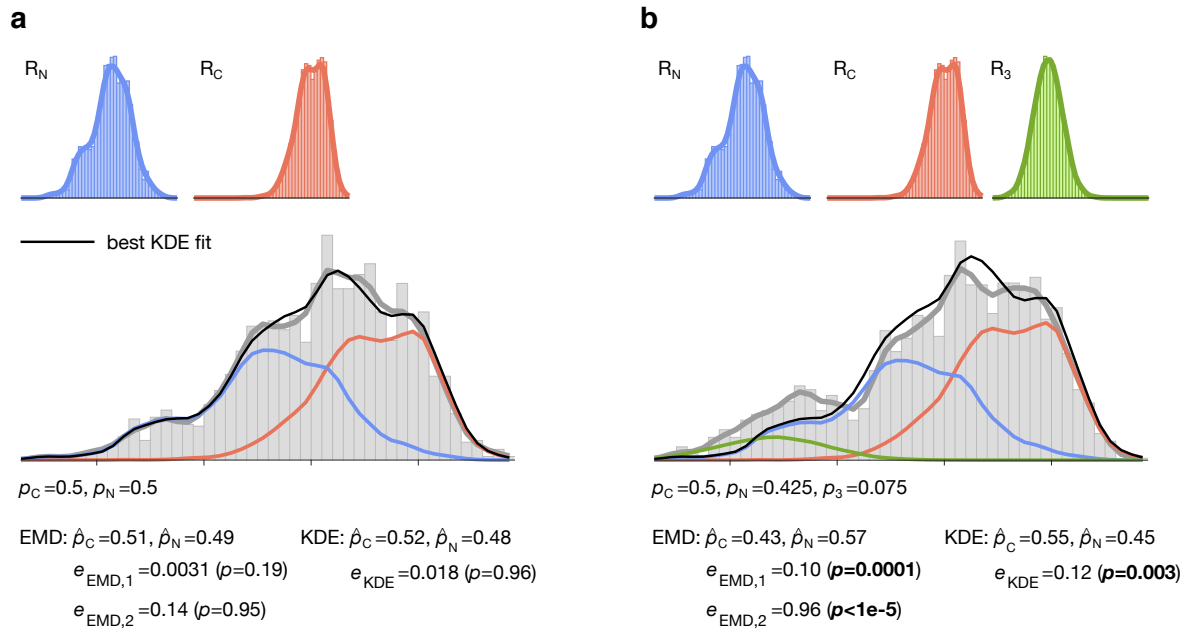 a
R_N
R_C
best KDE fit
p_C=0.5, p_N=0.5
EMD: p̂_C=0.51, p̂_N=0.49
e_EMD,1=0.0031 (p=0.19)
e_EMD,2=0.14 (p=0.95)
KDE: p̂_C=0.52, p̂_N=0.48
e_KDE=0.018 (p=0.96)
b
R_N
R_C
R_3
p_C=0.5, p_N=0.425, p_3=0.075
EMD: p̂_C=0.43, p̂_N=0.57
e_EMD,1=0.10 (p=0.0001)
e_EMD,2=0.96 (p<1e-5)
KDE: p̂_C=0.55, p̂_N=0.45
e_KDE=0.12 (p=0.003)